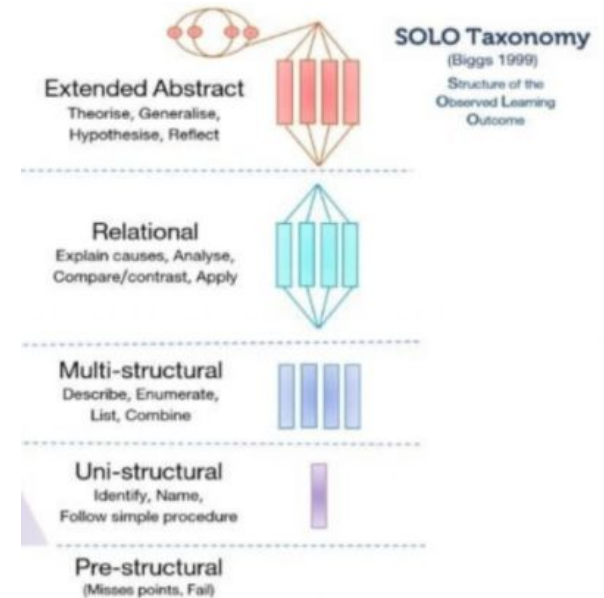 SOLO Taxonomy
(Biggs 1999)
Structure of the
Observed Learning
Outcome
Extended Abstract
Theorise, Generalise,
Hypothesise, Reflect
Relational
Explain causes, Analyse,
Compare/contrast, Apply
Multi-structural
Describe, Enumerate,
List, Combine
Uni-structural
Identify, Name,
Follow simple procedure
Pre-structural
(Misses points, Fail)